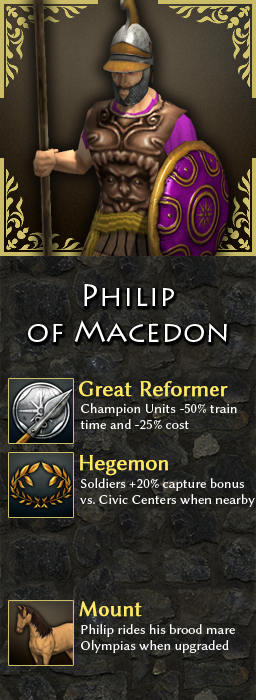 Philip
of Macedon
Great Reformer
Champion Units -50% train
time and -25% cost
Hegemon
Soldiers +20% capture bonus
vs. Civic Centers when nearby
Mount
Philip rides his brood mare
Olympias when upgraded